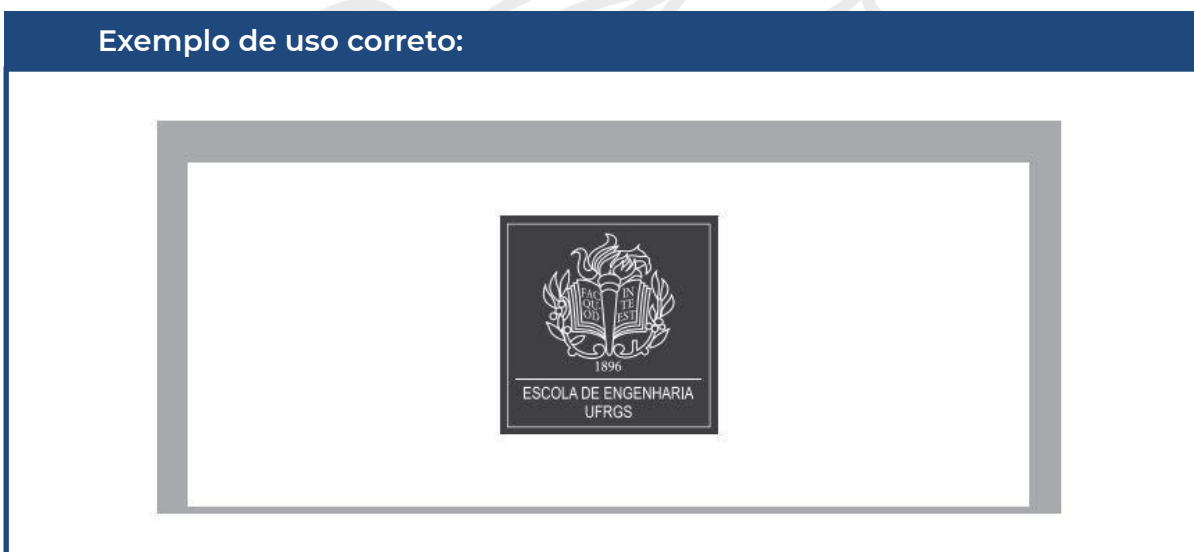 Exemplo de uso correto:
FAC IN
QU TE
OD EST
1896
ESCOLA DE ENGENHARIA
UFRGS